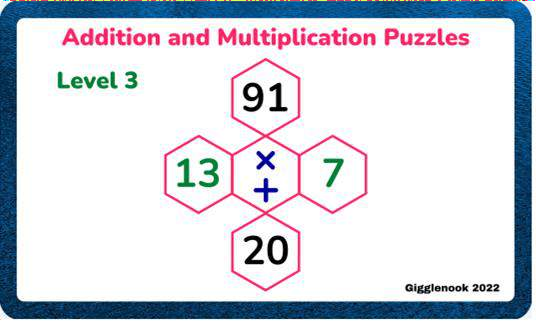 Addition and Multiplication Puzzles
Level 3
91
13 × 7
+
20
Gigglenook 2022